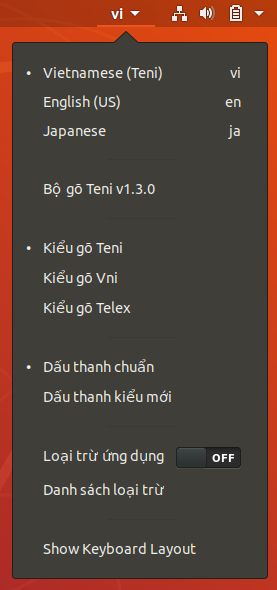 vi
Vietnamese (Teni) vi
English (US) en
Japanese ja
Bộ gõ Teni v1.3.0
Kiểu gõ Teni
Kiểu gõ Vni
Kiểu gõ Telex
Dấu thanh chuẩn
Dấu thanh kiểu mới
Loại trừ ứng dụng OFF
Danh sách loại trừ
Show Keyboard Layout